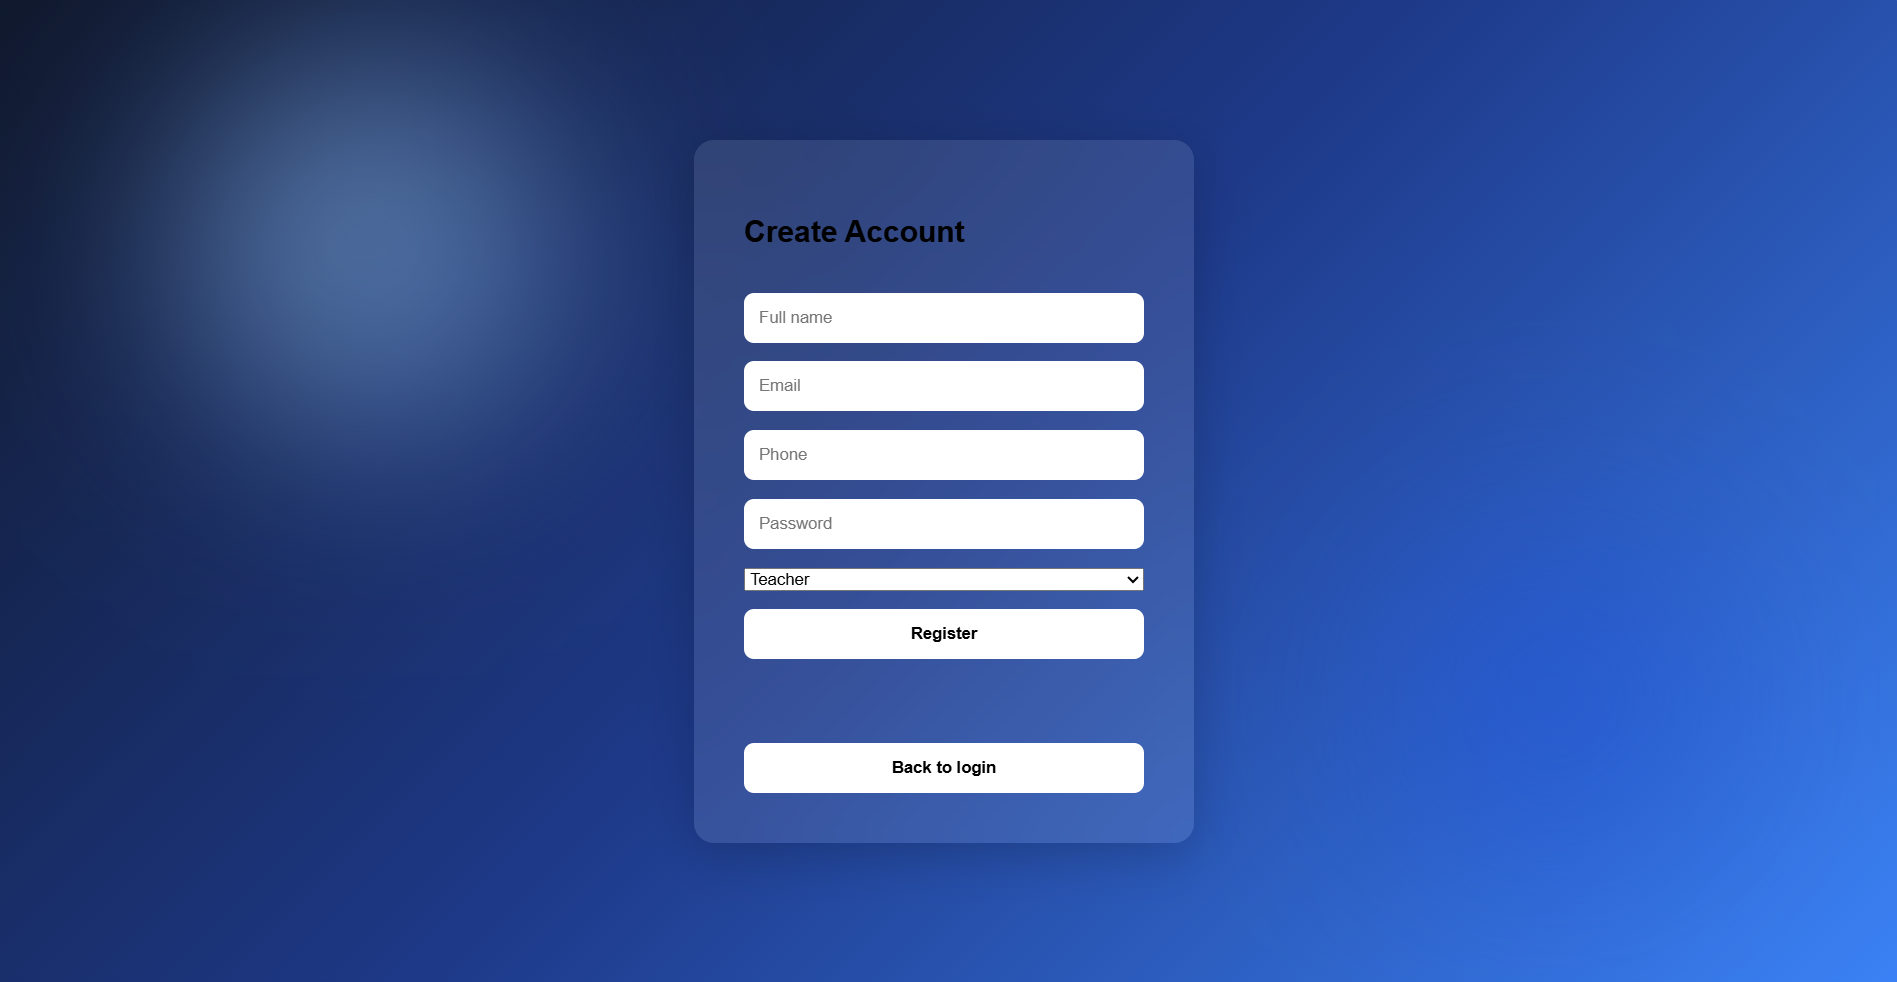 Create Account
Full name
Email
Phone
Password
Teacher
Register
Back to login